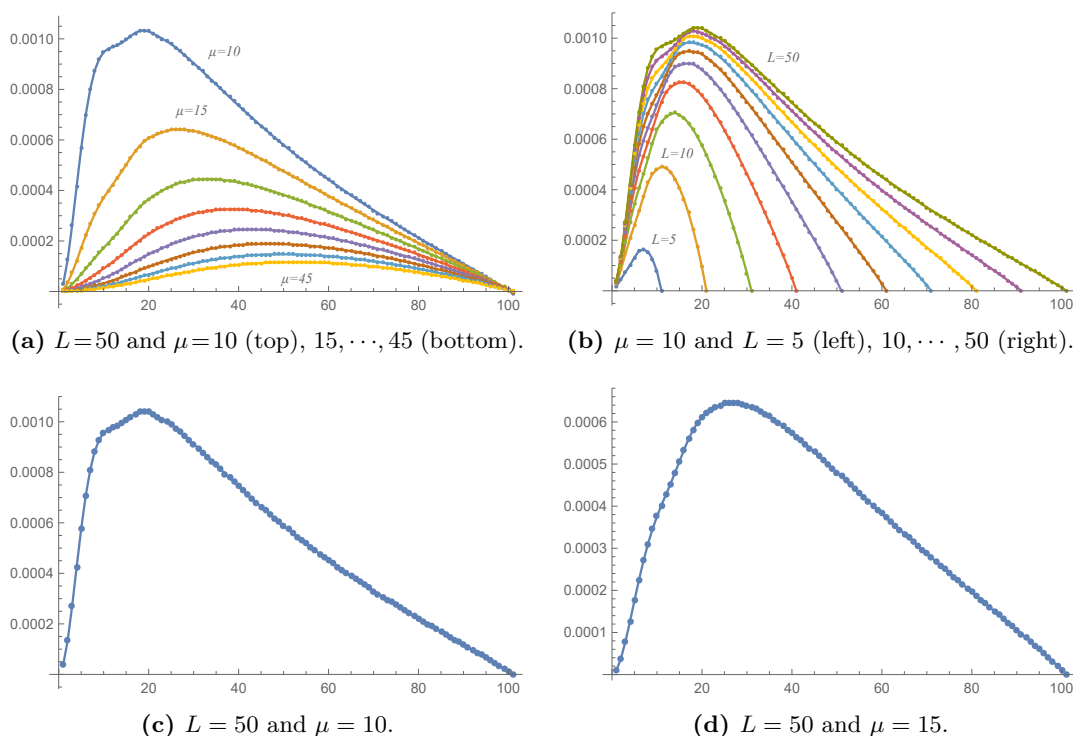 0.0010
0.0008
0.0006
0.0004
0.0002
μ=10
μ=15
μ=45
20 40 60 80 100
0.0010
0.0008
0.0006
0.0004
0.0002
L=50
L=10
L=5
20 40 60 80 100
(a) L=50 and μ=10 (top), 15,···,45 (bottom).
(b) μ = 10 and L = 5 (left), 10,··· ,50 (right).
0.0010
0.0008
0.0006
0.0004
0.0002
20 40 60 80 100
0.0006
0.0005
0.0004
0.0003
0.0002
0.0001
20 40 60 80 100
(c) L = 50 and μ = 10.
(d) L = 50 and μ = 15.